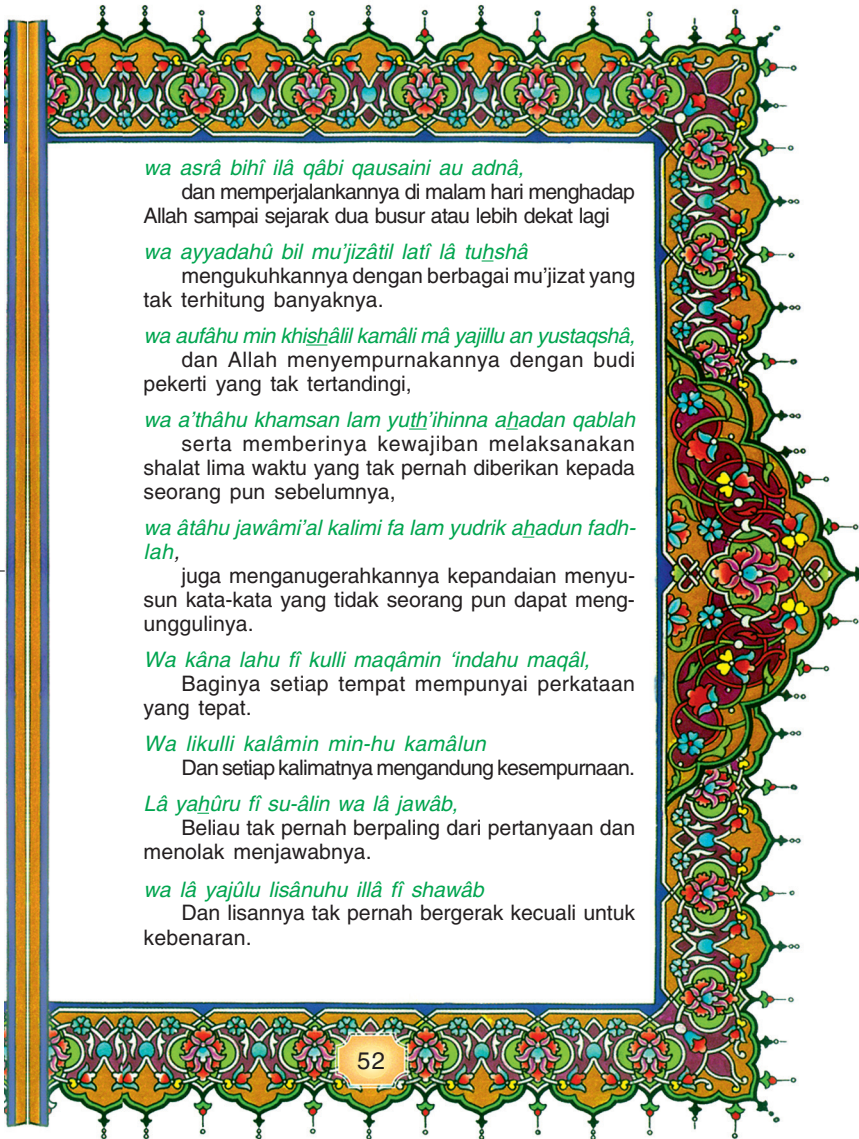 wa asrâ bihî ilâ qâbi qausaini au adnâ,
dan memperjalankannya di malam hari menghadap
Allah sampai sejarak dua busur atau lebih dekat lagi
wa ayyadahû bil mu’jizâtil latî lâ tuhshâ
mengukuhkannya dengan berbagai mu’jizat yang
tak terhitung banyaknya.
wa aufâhu min khishâlil kamâli mâ yajillu an yustaqshâ,
dan Allah menyempurnakannya dengan budi
pekerti yang tak tertandingi,
wa a’thâhu khamsan lam yuth’ihinna ahadan qablah
serta memberinya kewajiban melaksanakan
shalat lima waktu yang tak pernah diberikan kepada
seorang pun sebelumnya,
wa âtâhu jawâmi’al kalimi fa lam yudrik ahadun fadh-
lah,
juga menganugerahkannya kepandaian menyu-
sun kata-kata yang tidak seorang pun dapat meng-
unggulinya.
Wa kâna lahu fî kulli maqâmin ‘indahu maqâl,
Baginya setiap tempat mempunyai perkataan
yang tepat.
Wa likulli kalâmin min-hu kamâlun
Dan setiap kalimatnya mengandung kesempurnaan.
Lâ yahûru fî su-âlin wa lâ jawâb,
Beliau tak pernah berpaling dari pertanyaan dan
menolak menjawabnya.
wa lâ yajûlu lisânuhu illâ fî shawâb
Dan lisannya tak pernah bergerak kecuali untuk
kebenaran.
52